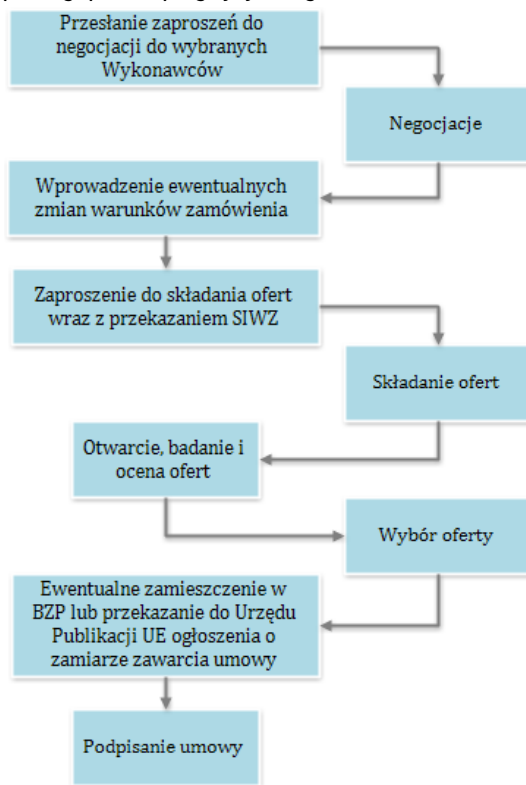 Przesłanie zaproszeń do
negocjacji do wybranych
Wykonawców
Negocjacje
Wprowadzenie ewentualnych
zmian warunków zamówienia
Zaproszenie do składania ofert
wraz z przekazaniem SIWZ
Składanie ofert
Otwarcie, badanie i
ocena ofert
Wybór oferty
Ewentualne zamieszczenie w
BZP lub przekazanie do Urzędu
Publikacji UE ogłoszenia o
zamiarze zawarcia umowy
Podpisanie umowy